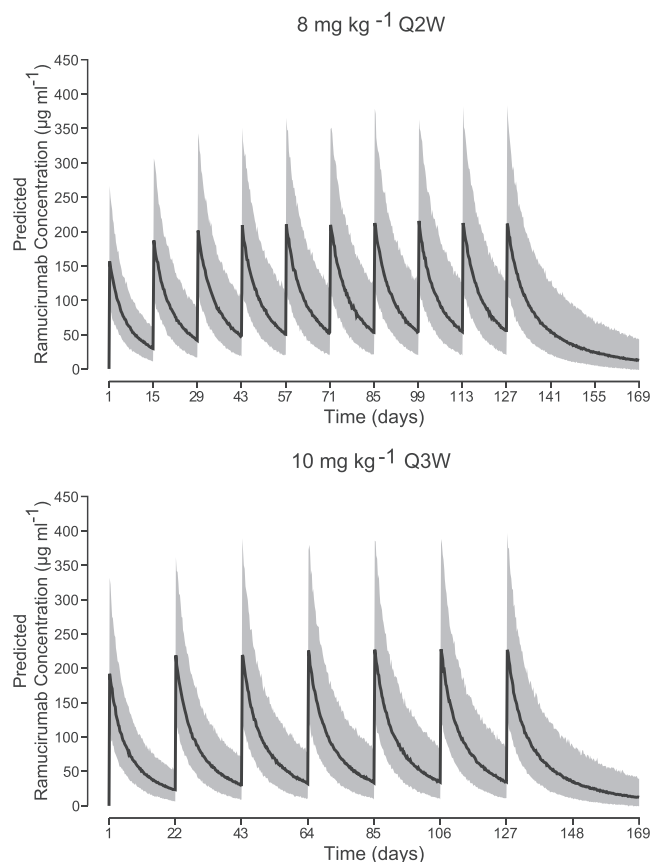 8 mg kg -1 Q2W
Predicted
Ramucirumab Concentration (µg ml-1)
450
400
350
300
250
200
150
100
50
0
1 15 29 43 57 71 85 99 113 127 141 155 169
Time (days)
10 mg kg -1 Q3W
Predicted
Ramucirumab Concentration (µg ml-1)
450
400
350
300
250
200
150
100
50
0
1 22 43 64 85 106 127 148 169
Time (days)